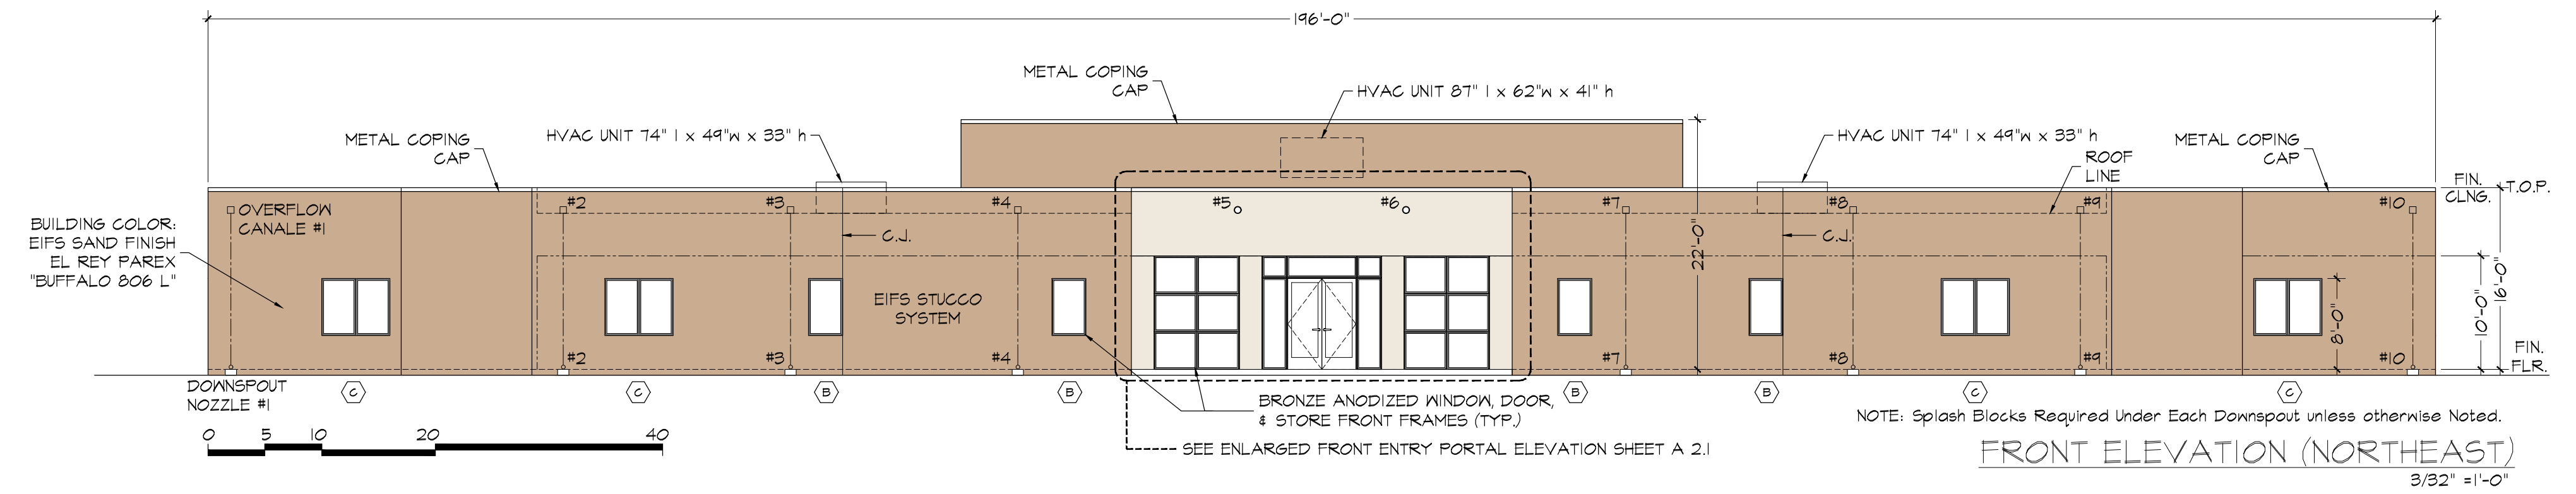 196'-0"
METAL COPING
CAP
HVAC UNIT 87" l x 62"w x 41" h
METAL COPING
CAP
HVAC UNIT 74" l x 49"w x 33" h
HVAC UNIT 74" l x 49"w x 33" h
METAL COPING
CAP
ROOF
LINE
FIN.
CLNG.
T.O.P.
OVERFLOW
CANALE #1
#2
#3
#4
#5
#6
#7
#8
#9
#10
BUILDING COLOR:
EIFS SAND FINISH
EL REY PAREX
"BUFFALO 806 L"
C.J.
C.J.
22'-0"
16'-0"
10'-0"
8'-0"
EIFS STUCCO
SYSTEM
#2
#3
#4
#7
#8
#9
#10
FIN.
FLR.
DOWNSPOUT
NOZZLE #1
C
C
B
B
B
B
C
C
BRONZE ANODIZED WINDOW, DOOR,
& STORE FRONT FRAMES (TYP.)
NOTE: Splash Blocks Required Under Each Downspout unless otherwise Noted.
0 5 10 20 40
SEE ENLARGED FRONT ENTRY PORTAL ELEVATION SHEET A 2.1
FRONT ELEVATION (NORTHEAST)
3/32" =1'-0"